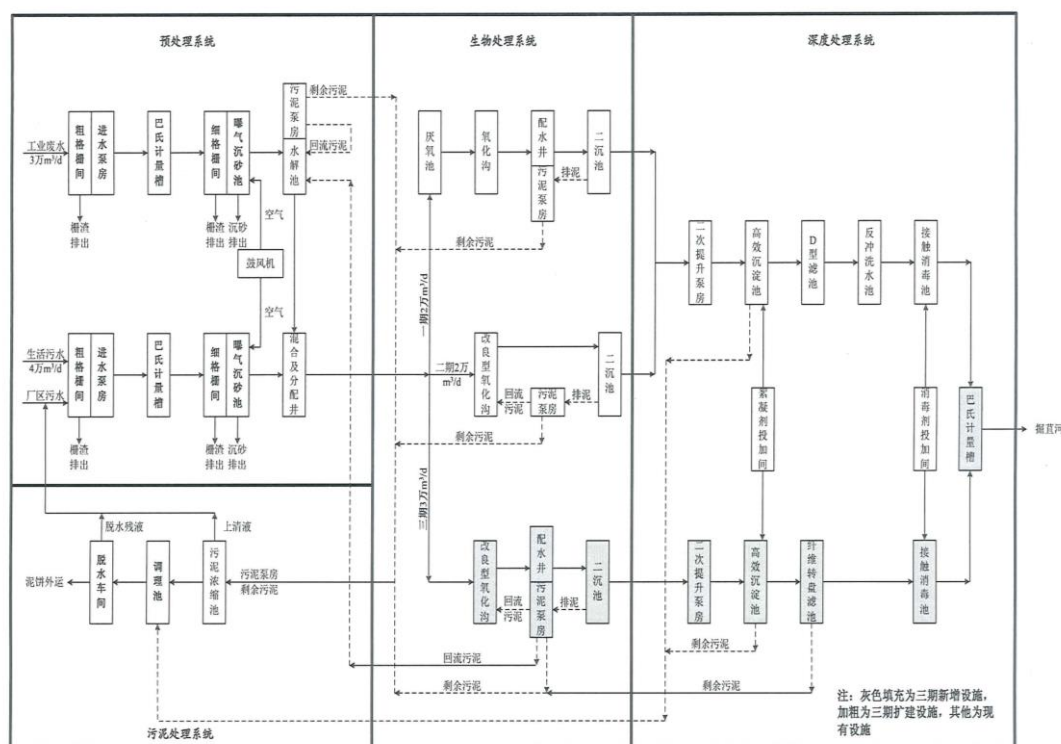 预处理系统
生物处理系统
深度处理系统
工业废水
3万m³/d
粗格栅间
进水泵房
巴氏计量槽
细格栅间
曝气沉砂池
污泥泵房
水解池
剩余污泥
回流污泥
栅渣
排出
栅渣
排出
沉砂
排出
空气
鼓风机
空气
生活污水
4万m³/d
厂区污水
粗格栅间
进水泵房
巴氏计量槽
细格栅间
曝气沉砂池
混合及分配井
栅渣
排出
栅渣
排出
沉砂
排出
厌氧池
氧化沟
配水井
污泥泵房
二沉池
排泥
剩余污泥
一期2万m³/d
二期2万
m³/d
改良型氧化沟
回流
污泥
污泥泵房
排泥
二沉池
剩余污泥
三期3万m³/d
改良型氧化沟
配水井
污泥泵房
二沉池
回流
污泥
排泥
回流污泥
剩余污泥
二次提升泵房
高效沉淀池
D型滤池
反冲洗水池
接触消毒池
絮凝剂投加间
消毒剂投加间
巴氏计量槽
掘苴河
二次提升泵房
高效沉淀池
纤维转盘滤池
接触消毒池
剩余污泥
剩余污泥
脱水残液
上清液
泥饼外运
脱水车间
调理池
污泥浓缩池
污泥泵房
剩余污泥
污泥处理系统
注：灰色填充为三期新增设施，
加粗为三期扩建设施，其他为现
有设施